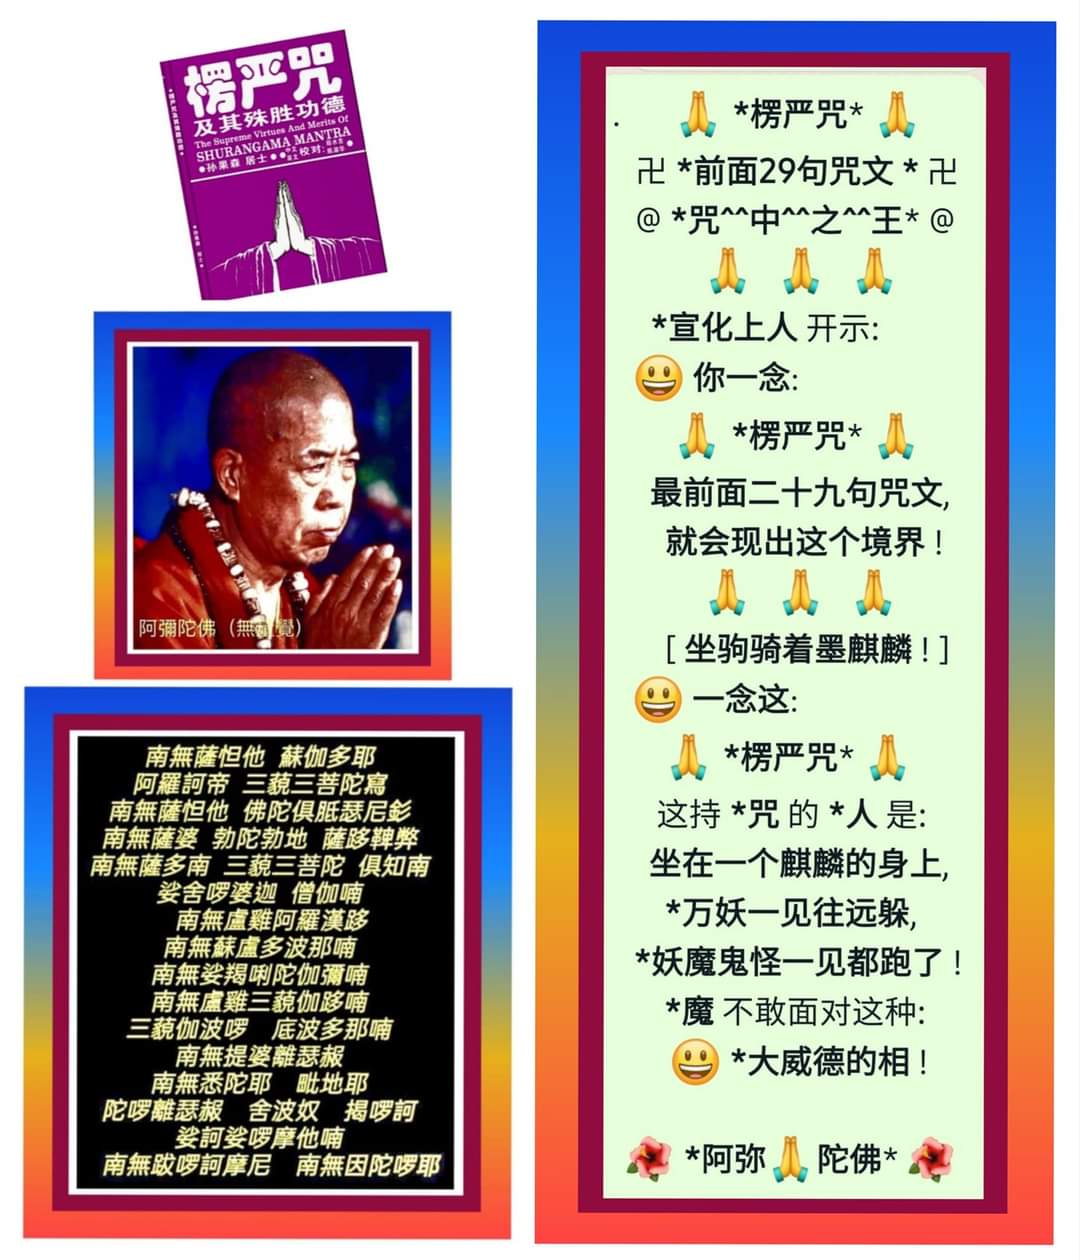 楞严咒
及其殊胜功德
The Supreme Virtues And Merits Of
SHURANGAMA MANTRA
●孙果森 居士●
校对:
阿彌陀佛（無
覺）
南無薩怛他 蘇伽多耶
阿羅訶帝 三藐三菩陀寫
南無薩怛他 佛陀俱胝瑟尼釤
南無薩婆 勃陀勃地 薩跢鞞弊
南無薩多南 三藐三菩陀 俱知南
娑舍啰婆迦 僧伽喃
南無盧雞阿羅漢跢
南無蘇盧多波那喃
南無娑羯唎陀伽彌喃
南無盧雞三藐伽跢喃
三藐伽波啰 底波多那喃
南無提婆離瑟赧
南無悉陀耶 毗地耶
陀啰離瑟赧 舍波奴 揭啰訶
娑訶娑啰摩他喃
南無跋啰訶摩尼 南無因陀啰耶
🙏 *楞严咒* 🙏
.
卍 *前面29句咒文 * 卍
@ *咒^^中^^之^^王* @
🙏 🙏 🙏
*宣化上人 开示:
😃 你一念:
🙏 *楞严咒* 🙏
最前面二十九句咒文,
就会现出这个境界！
🙏 🙏 🙏
[ 坐驹骑着墨麒麟！]
😃 一念这:
🙏 *楞严咒* 🙏
这持 *咒 的 *人 是:
坐在一个麒麟的身上,
*万妖一见往远躲,
*妖魔鬼怪一见都跑了！
*魔 不敢面对这种:
😃 *大威德的相！
🌺 *阿弥🙏陀佛* 🌺